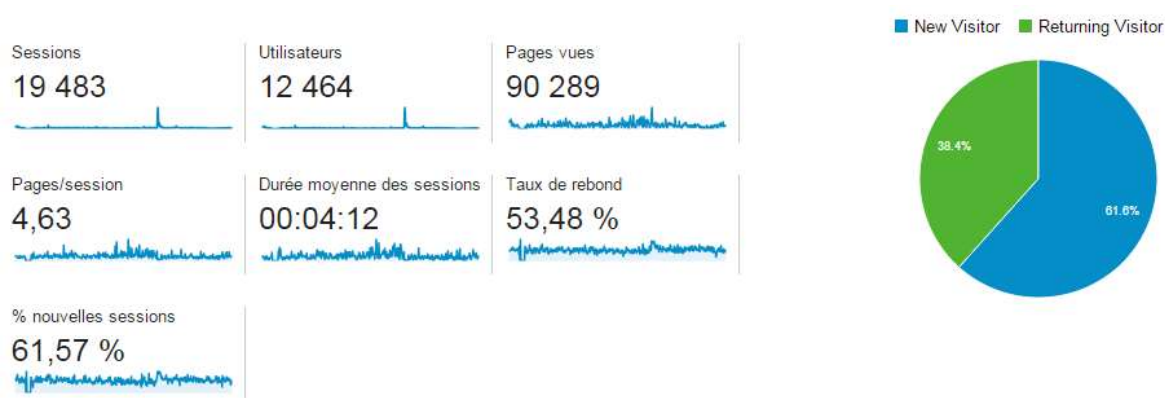 New Visitor
Returning Visitor
Sessions
19 483
Utilisateurs
12 464
Pages vues
90 289
Pages/session
4,63
Durée moyenne des sessions
00:04:12
Taux de rebond
53,48 %
% nouvelles sessions
61,57 %
38.4%
61.6%